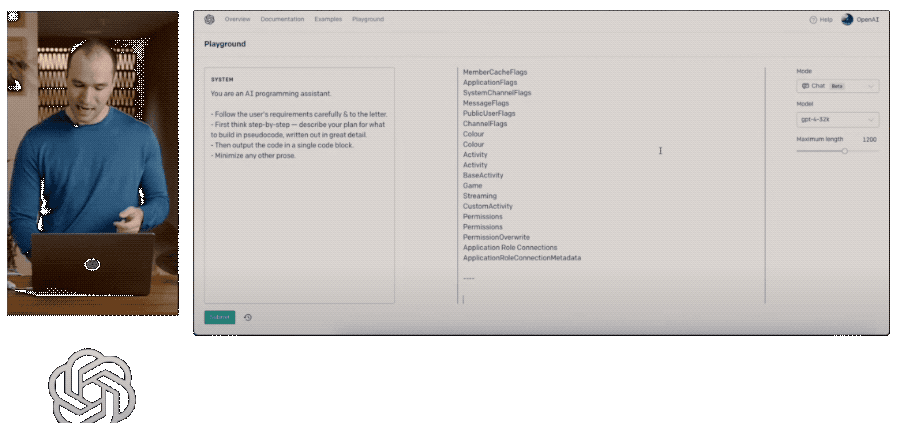 Overview
Documentation
Examples
Playground
Help
OpenAI
Playground
SYSTEM
You are an AI programming assistant.
- Follow the user's requirements carefully & to the letter.
- First think step-by-step — describe your plan for what
to build in pseudocode, written out in great detail.
- Then output the code in a single code block.
- Minimize any other prose.
MemberCacheFlags
ApplicationFlags
SystemChannelFlags
MessageFlags
PublicUserFlags
ChannelFlags
Colour
Colour
Activity
Activity
BaseActivity
Game
Streaming
CustomActivity
Permissions
Permissions
PermissionOverwrite
Application Role Connections
ApplicationRoleConnectionMetadata
----
Mode
Chat Beta
Model
gpt-4-32k
Maximum length 1200
Submit